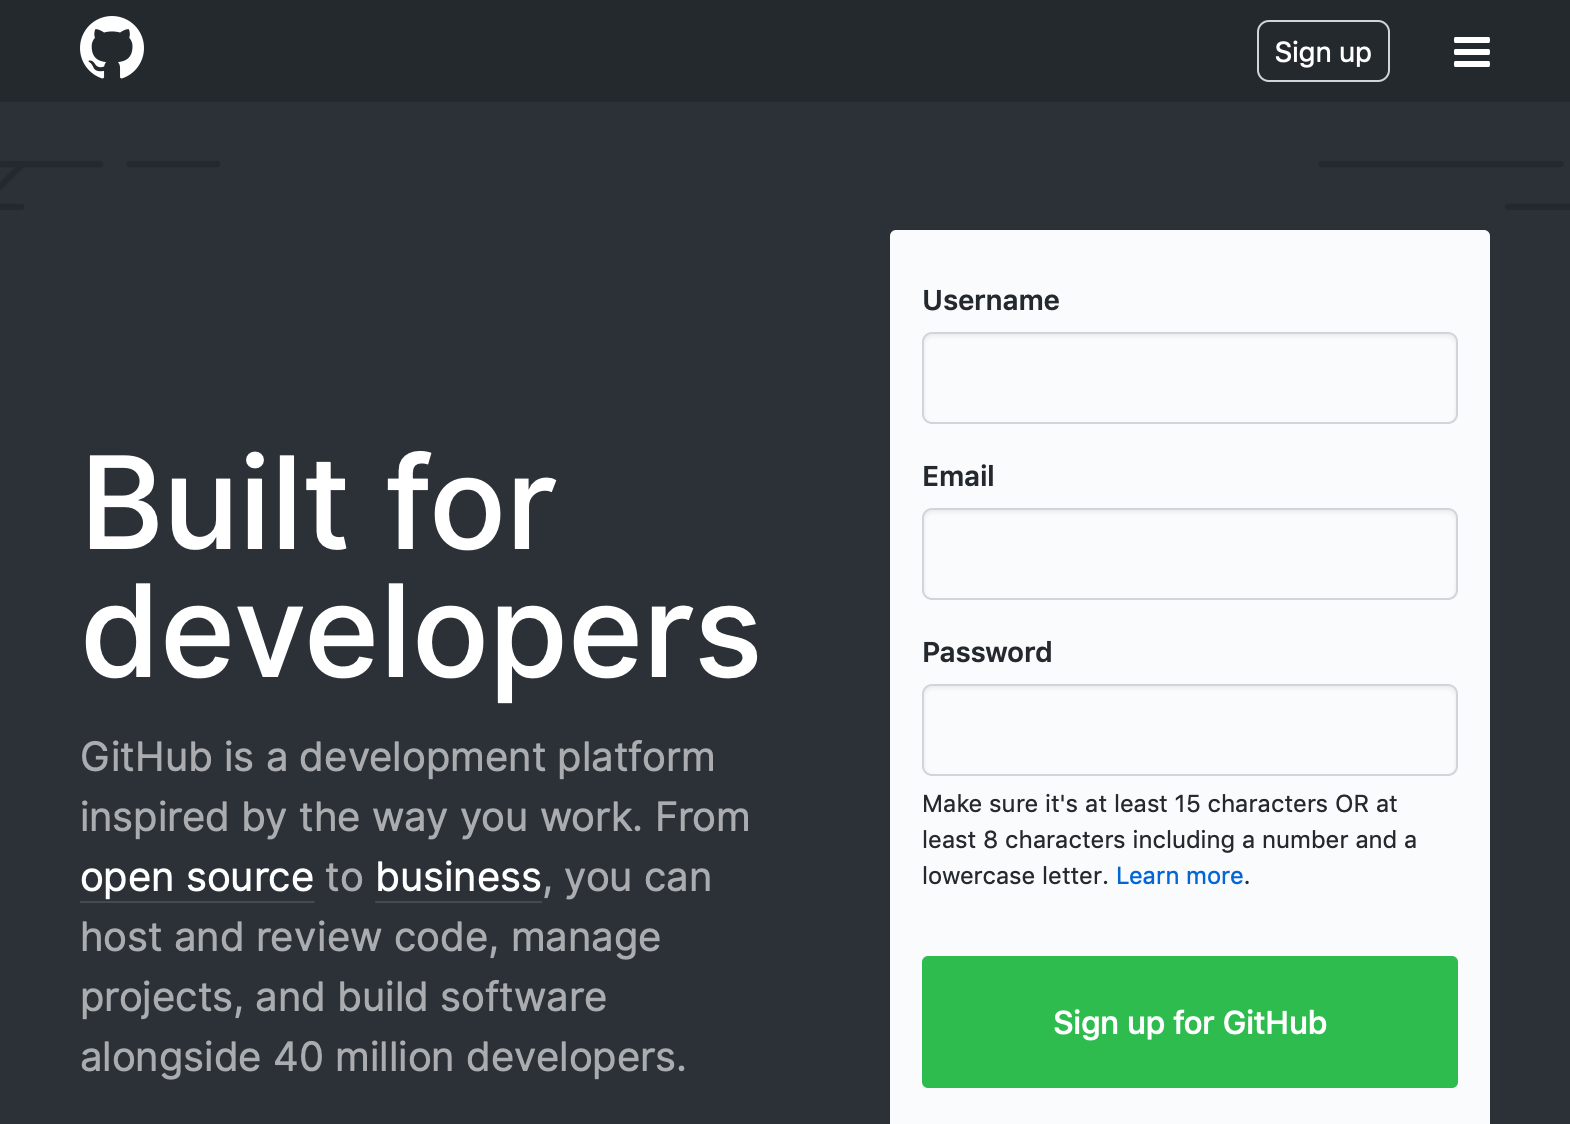 Sign up
Built for
developers
GitHub is a development platform
inspired by the way you work. From
open source to business, you can
host and review code, manage
projects, and build software
alongside 40 million developers.
Username
Email
Password
Make sure it's at least 15 characters OR at
least 8 characters including a number and a
lowercase letter. Learn more.
Sign up for GitHub